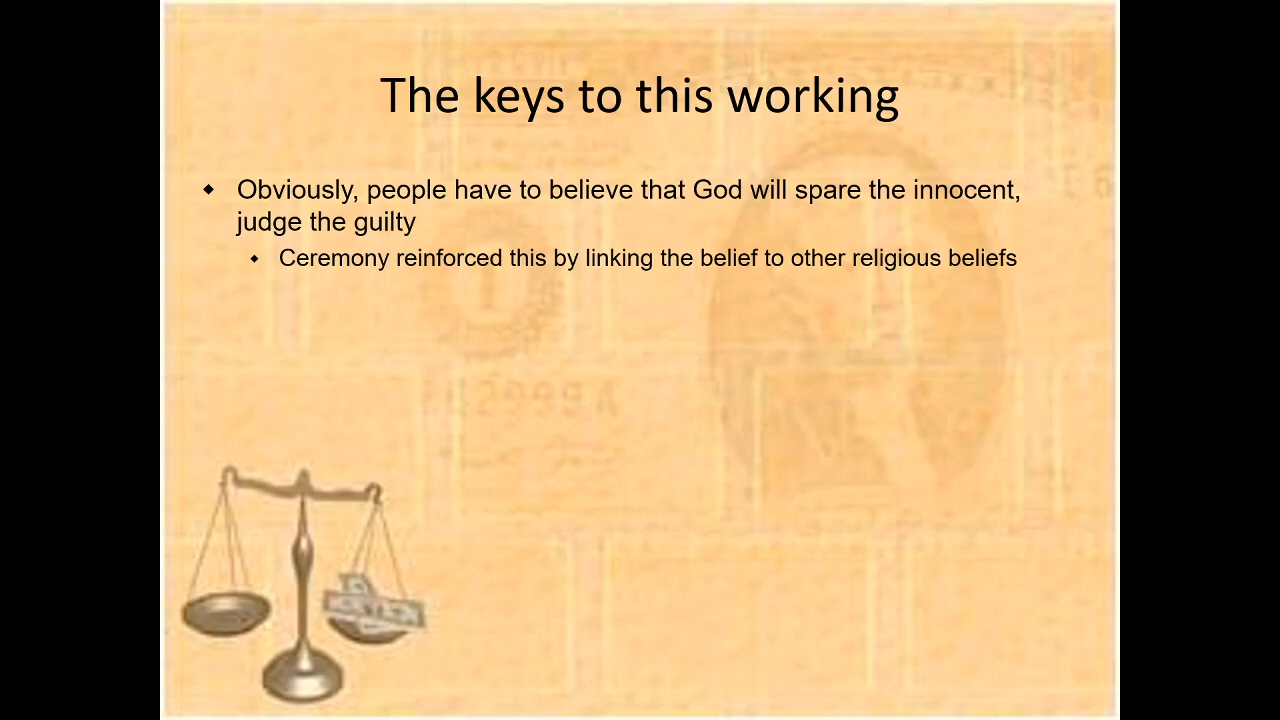 The keys to this working
Obviously, people have to believe that God will spare the innocent,
judge the guilty
Ceremony reinforced this by linking the belief to other religious beliefs